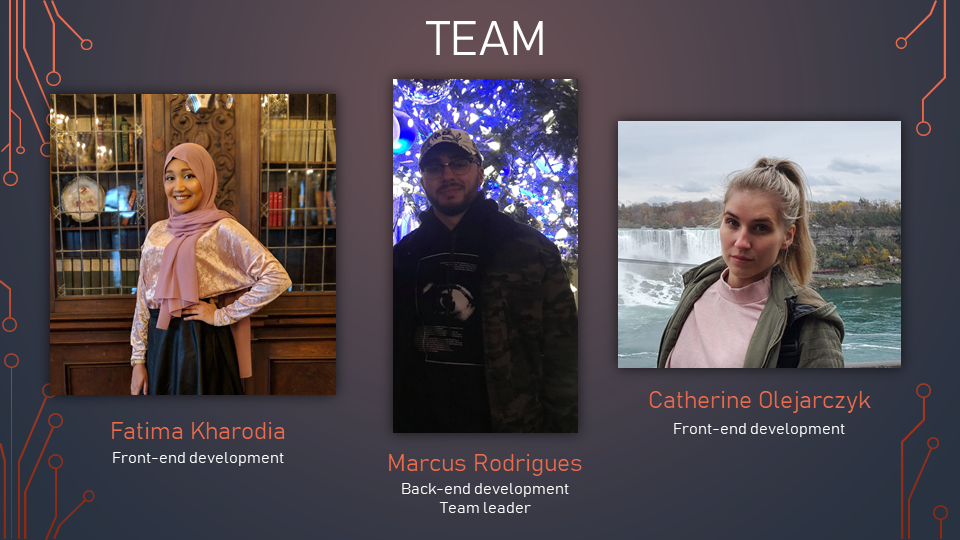 TEAM
Fatima Kharodia
Front-end development
Marcus Rodrigues
Back-end development
Team leader
Catherine Olejarczyk
Front-end development